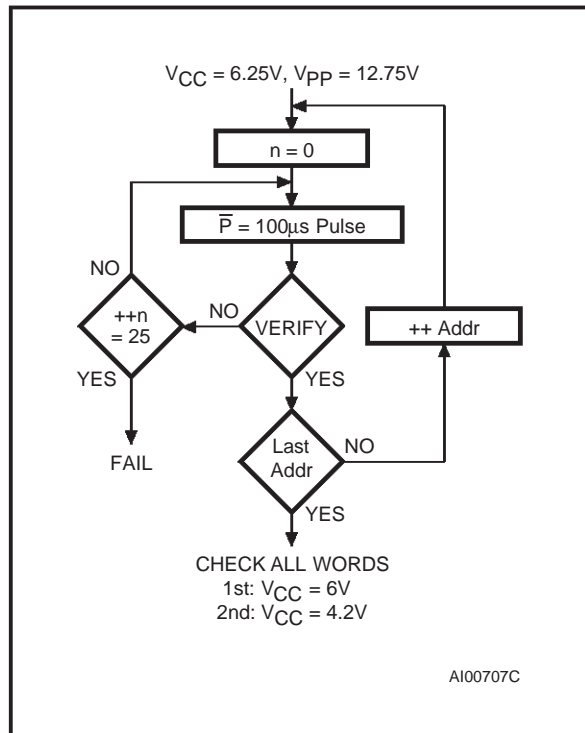 VCC = 6.25V, VPP = 12.75V
n = 0
P̅ = 100µs Pulse
NO
++n
= 25
NO
VERIFY
++ Addr
YES
YES
FAIL
Last
Addr
NO
YES
CHECK ALL WORDS
1st: VCC = 6V
2nd: VCC = 4.2V
AI00707C